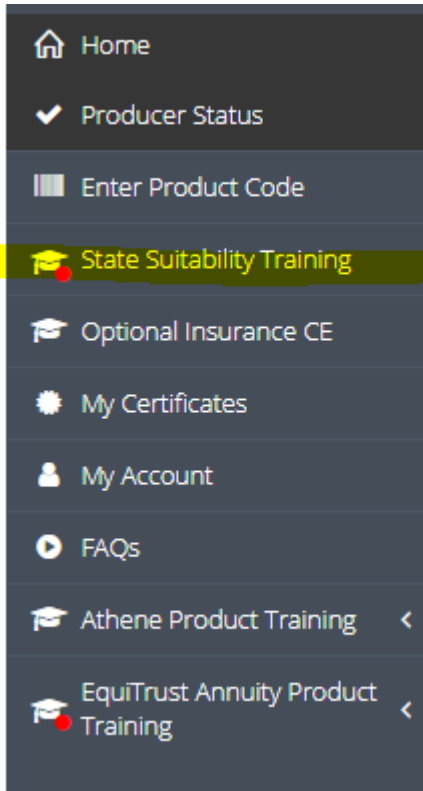 Home
Producer Status
Enter Product Code
State Suitability Training
Optional Insurance CE
My Certificates
My Account
FAQs
Athene Product Training
EquiTrust Annuity Product
Training